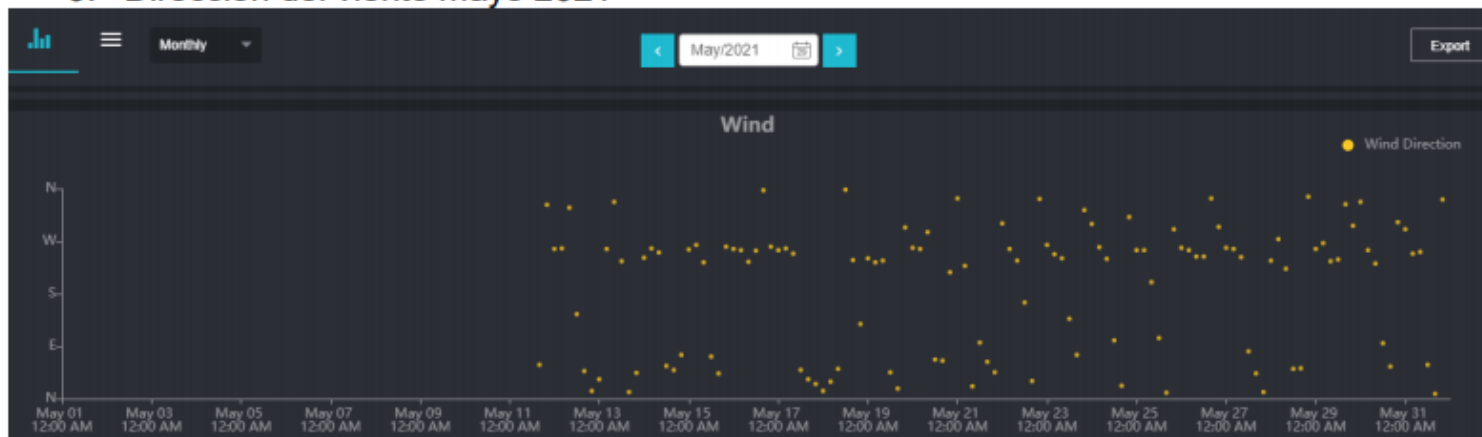 Monthly
May/2021
Export
Wind
Wind Direction
N
W
S
E
N
May 01 May 03 May 05 May 07 May 09 May 11 May 13 May 15 May 17 May 19 May 21 May 23 May 25 May 27 May 29 May 31
12:00 AM 12:00 AM 12:00 AM 12:00 AM 12:00 AM 12:00 AM 12:00 AM 12:00 AM 12:00 AM 12:00 AM 12:00 AM 12:00 AM 12:00 AM 12:00 AM 12:00 AM 12:00 AM